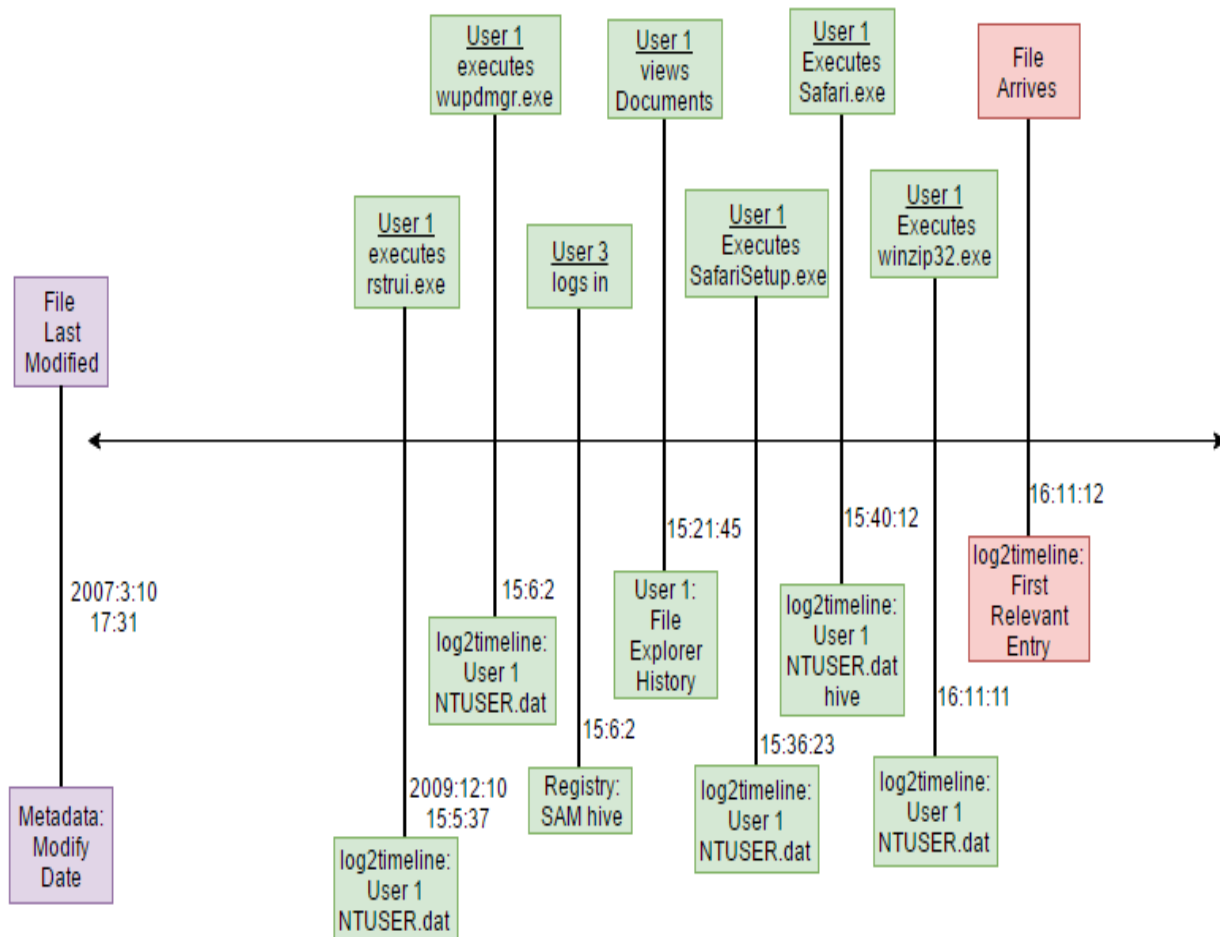 User 1
executes
wupdmgr.exe
User 1
views
Documents
User 1
Executes
Safari.exe
File
Arrives
User 1
executes
rstrui.exe
User 3
logs in
User 1
Executes
SafariSetup.exe
User 1
Executes
winzip32.exe
File
Last
Modified
2007:3:10
17:31
Metadada:
Modify
Date
2009:12:10
15:5:37
log2timeline:
User 1
NTUSER.dat
15:6:2
log2timeline:
User 1
NTUSER.dat
15:6:2
Registry:
SAM hive
15:21:45
User 1:
File
Explorer
History
15:36:23
log2timeline:
User 1
NTUSER.dat
15:40:12
log2timeline:
User 1
NTUSER.dat
hive
16:11:11
log2timeline:
User 1
NTUSER.dat
16:11:12
log2timeline:
First
Relevant
Entry